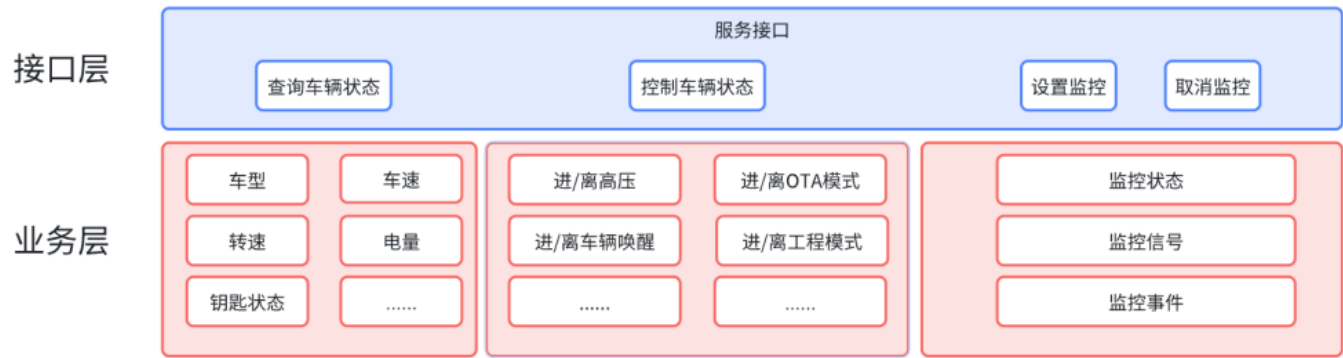 接口层
服务接口
查询车辆状态
控制车辆状态
设置监控
取消监控
业务层
车型
车速
转速
电量
钥匙状态
......
进/离高压
进/离OTA模式
进/离车辆唤醒
进/离工程模式
......
......
监控状态
监控信号
监控事件